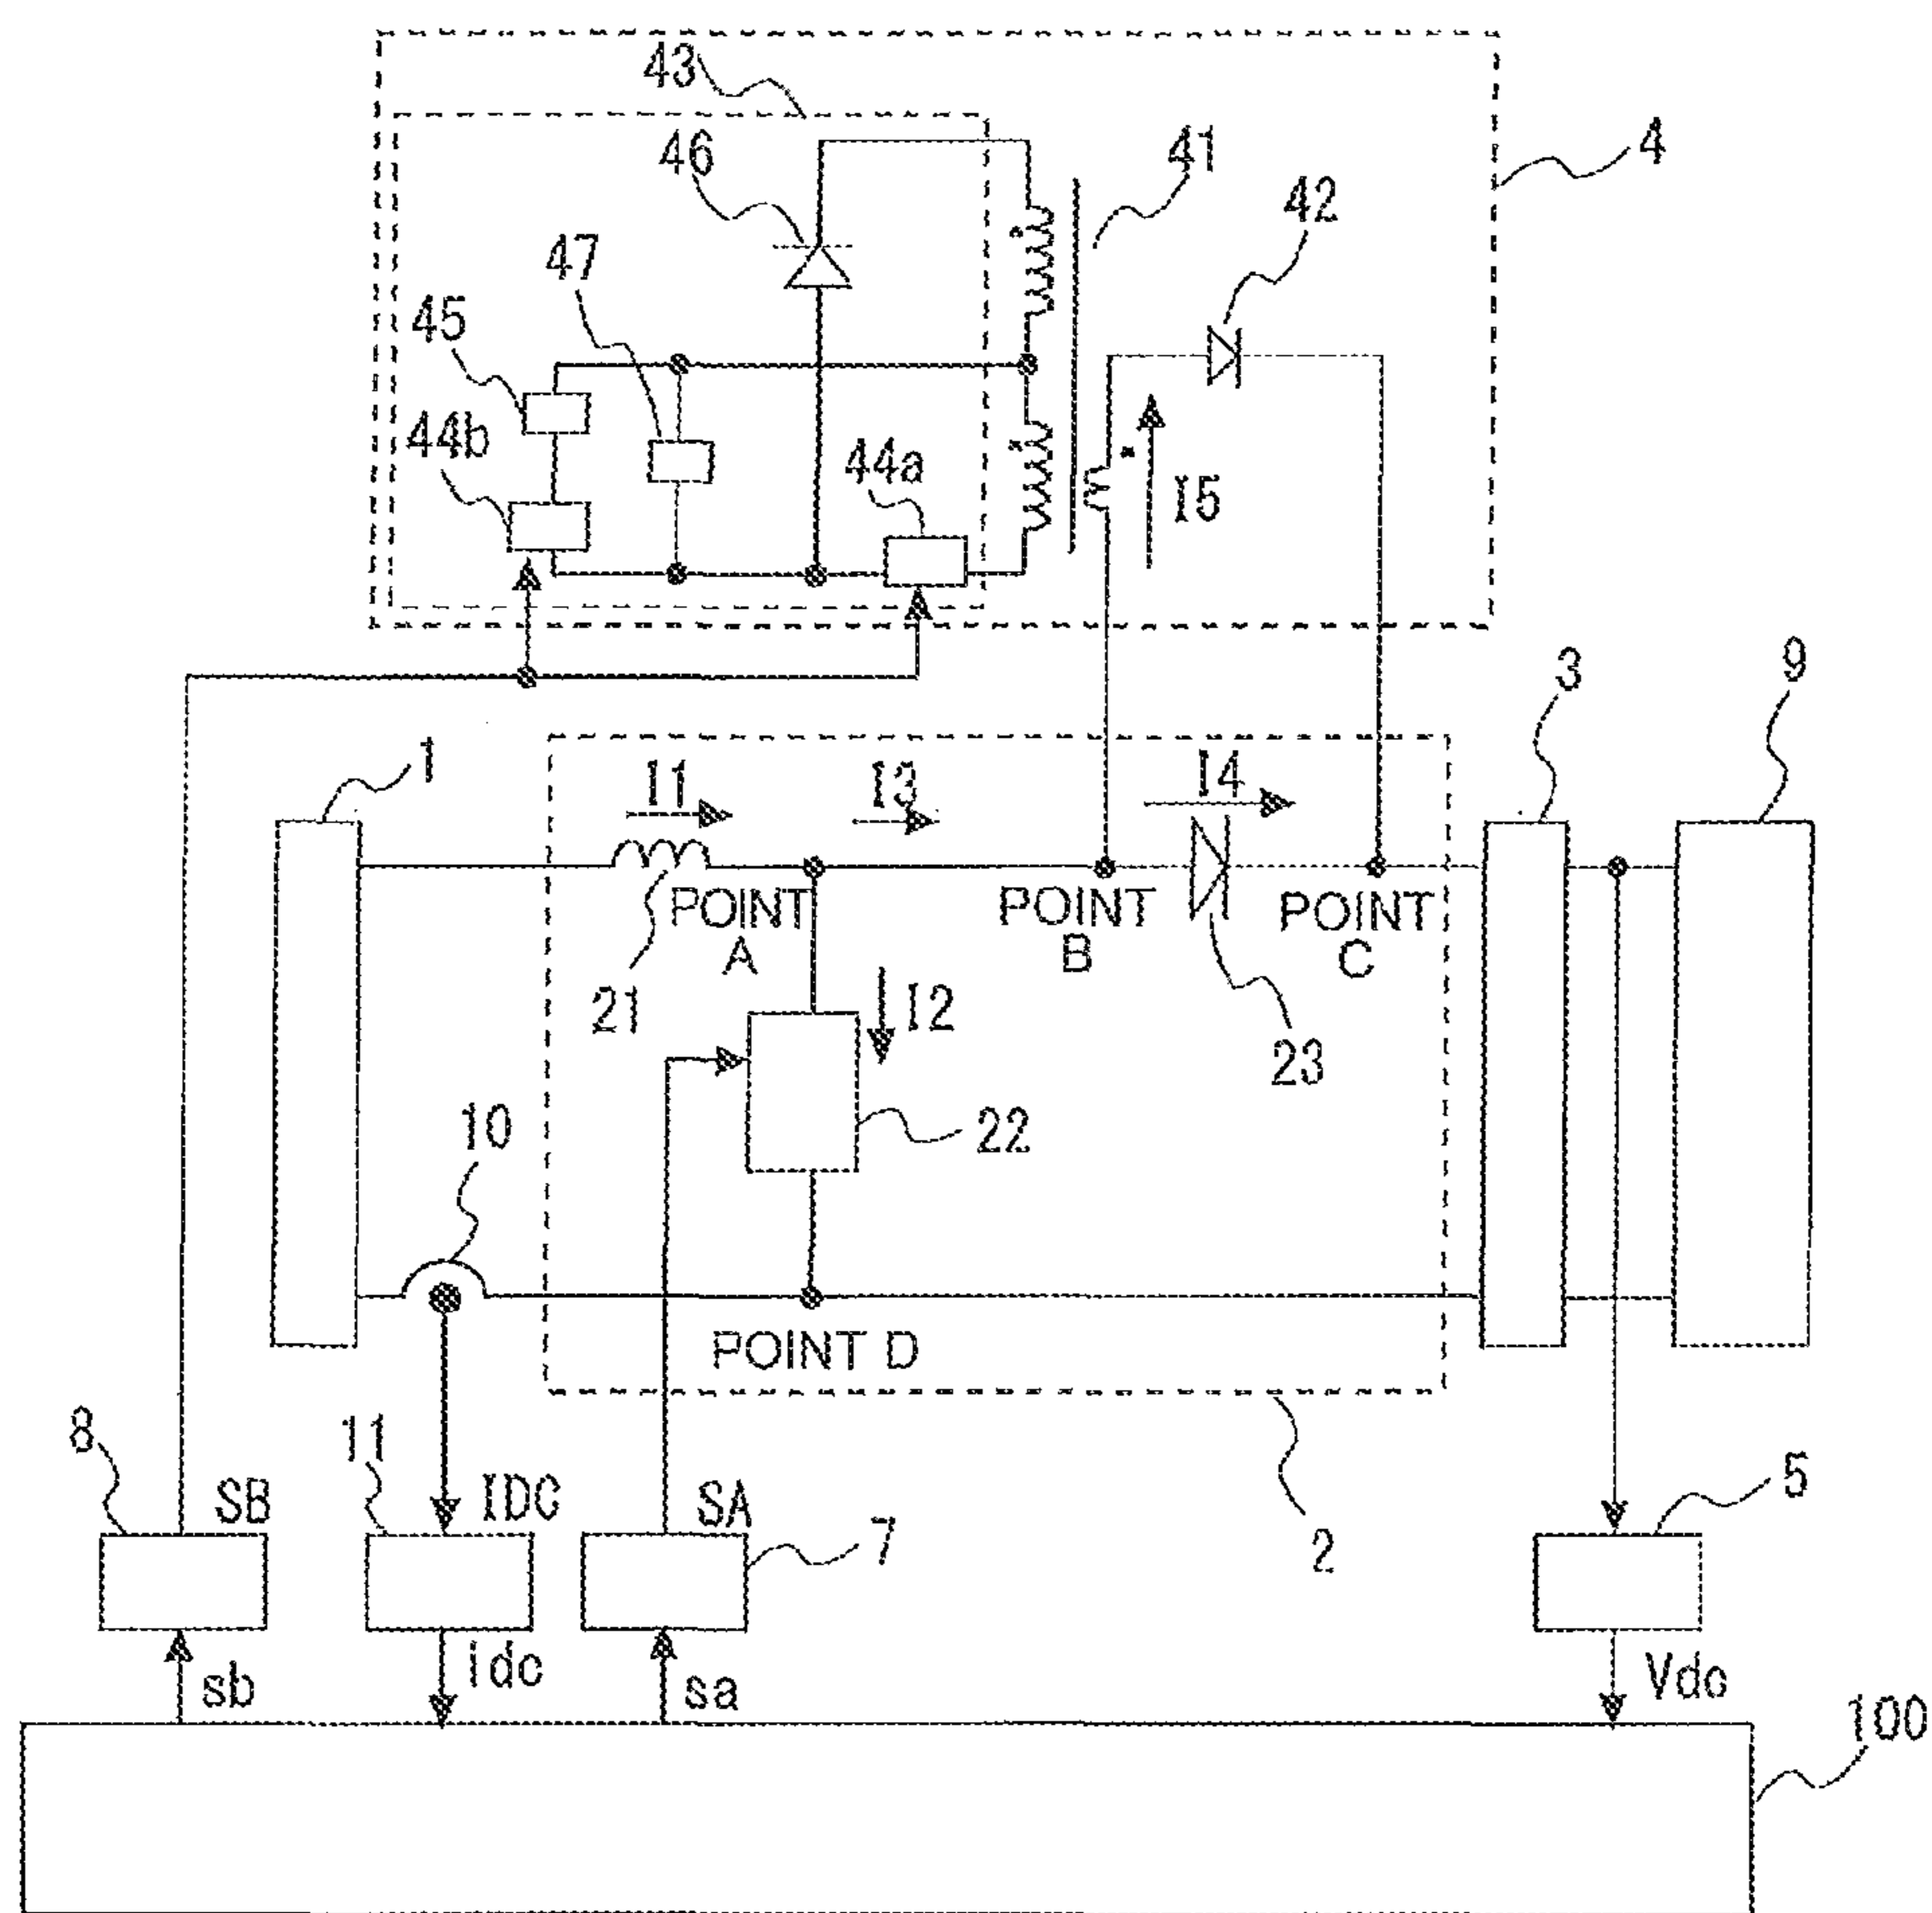 43
4
46
41
42
47
45
44b
44a
I5
3
9
1
I1
I3
I4
POINT
A
POINT
B
POINT
C
21
I2
23
10
22
POINT D
8
SB
11
IDC
SA
7
2
5
sb
Idc
sa
Vdc
100